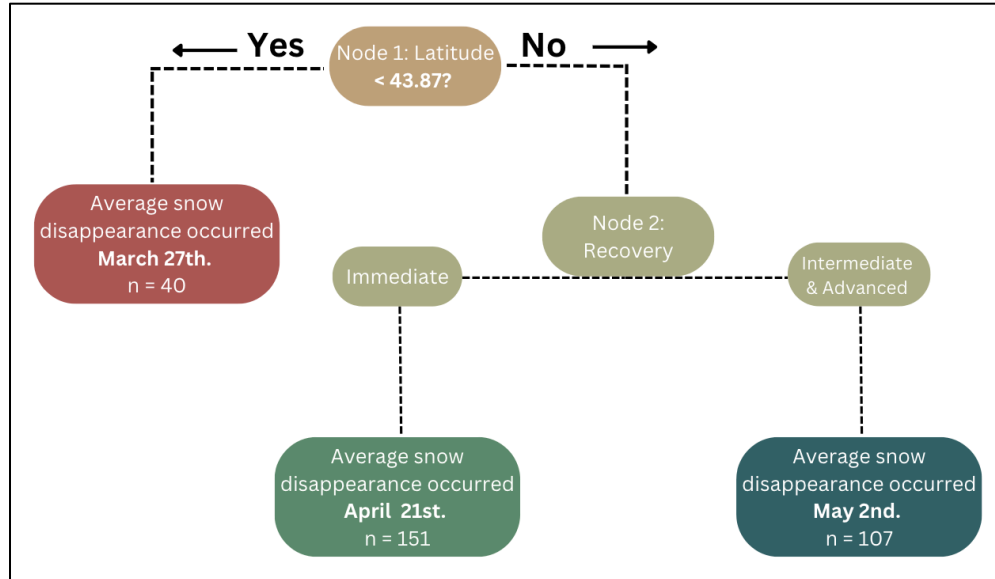 Yes
Node 1: Latitude
< 43.87?
No
Average snow
disappearance occurred
March 27th.
n = 40
Node 2:
Recovery
Immediate
Intermediate
& Advanced
Average snow
disappearance occurred
April 21st.
n = 151
Average snow
disappearance occurred
May 2nd.
n = 107